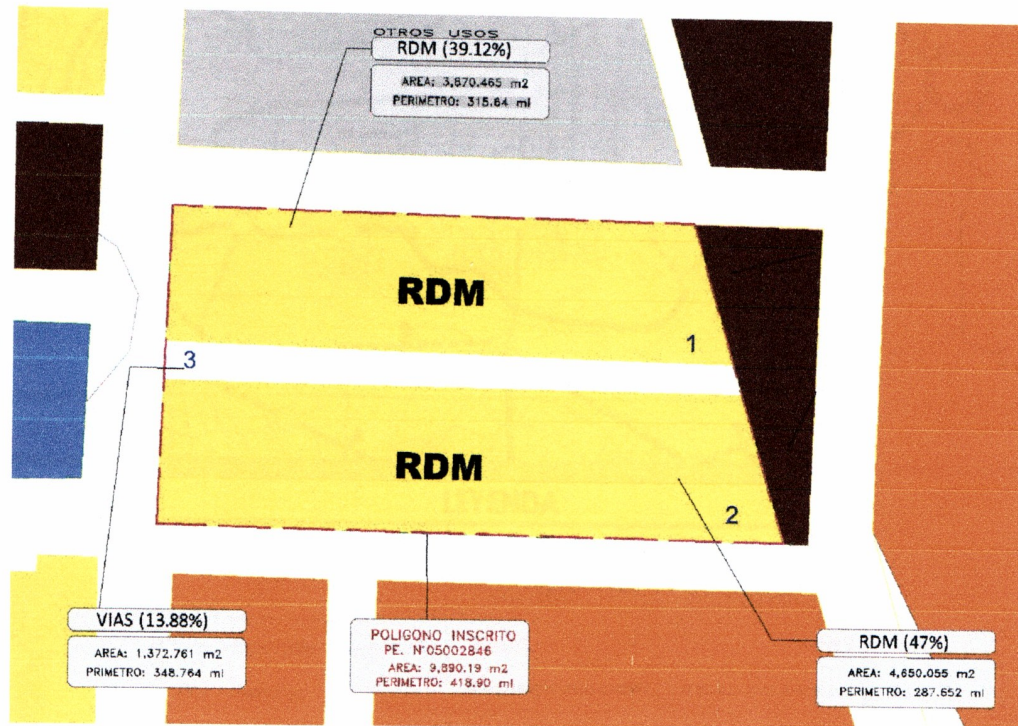 OTROS USOS
RDM (39.12%)
AREA: 3,870.465 m2
PERIMETRO: 315.64 ml
RDM
1
3
RDM
2
VIAS (13.88%)
AREA: 1,372.761 m2
PRIMETRO: 348.764 ml
POLIGONO INSCRITO
PE. N°05002846
AREA: 9,890.19 m2
PERIMETRO: 418.90 ml
RDM (47%)
AREA: 4,650.055 m2
PERIMETRO: 287.652 ml